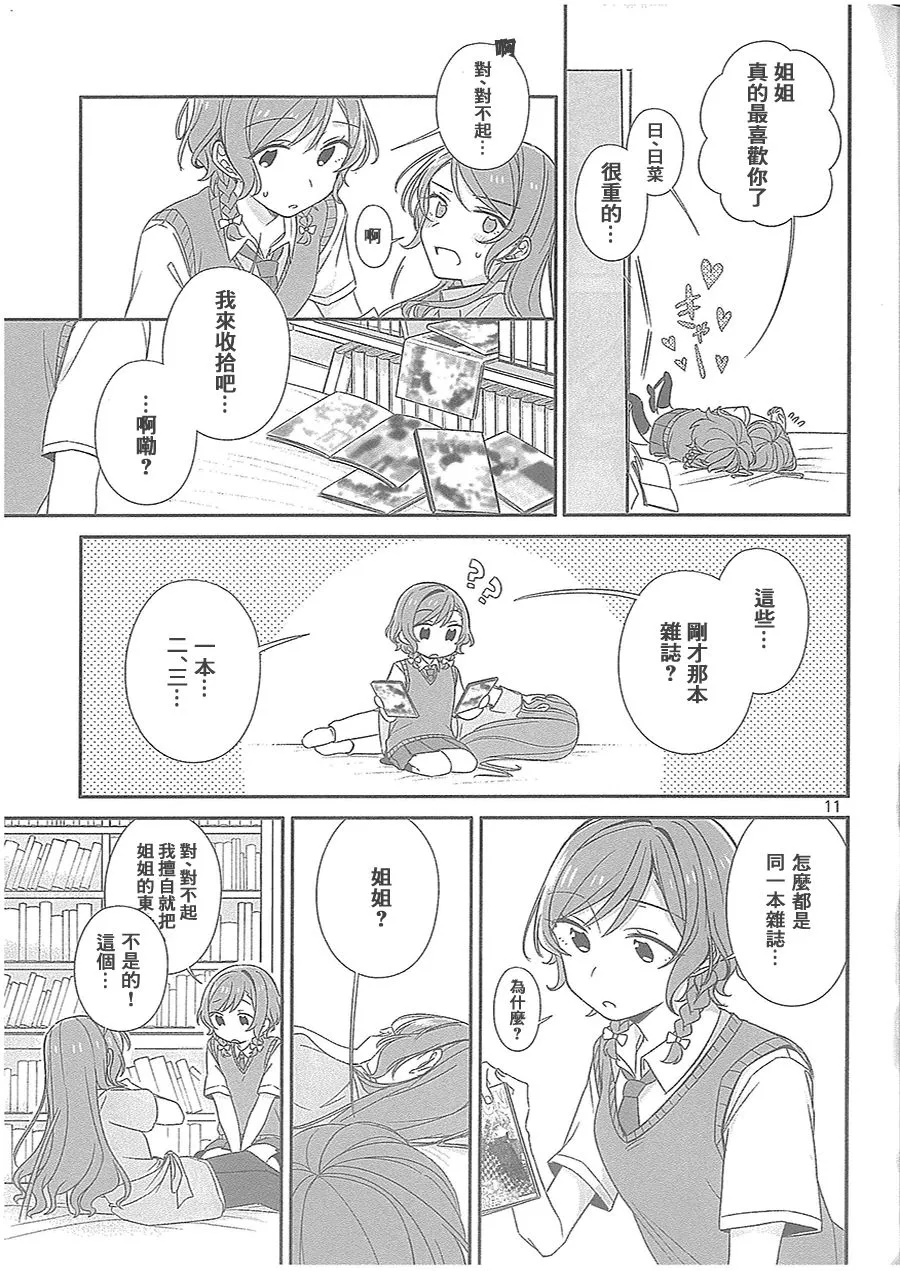 姐姐
真的最喜歡你了
日、日菜
很重的…
きゃー
啊
對、對不起…
啊
我來收拾吧…
…啊嘞？
這些…
剛才那本
雜誌？
??
一本…
二、三…
11
怎麼都是
同一本雜誌…
為什麼？
姐姐？
對、對不起
我擅自就把
姐姐的東
不是的！
這個…